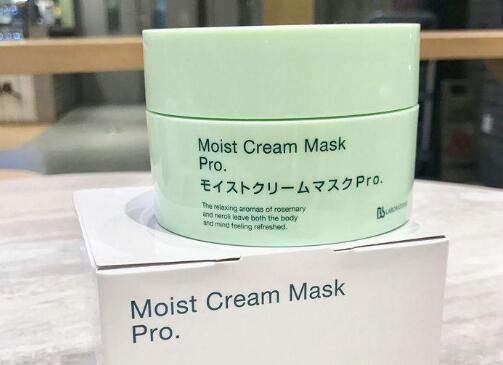 Moist Cream Mask
Pro.
モイストクリームマスクPro.
The relaxing aromas of rosemary
and neroli leave both the body
and mind feeling refreshed.
Moist Cream Mask
Pro.